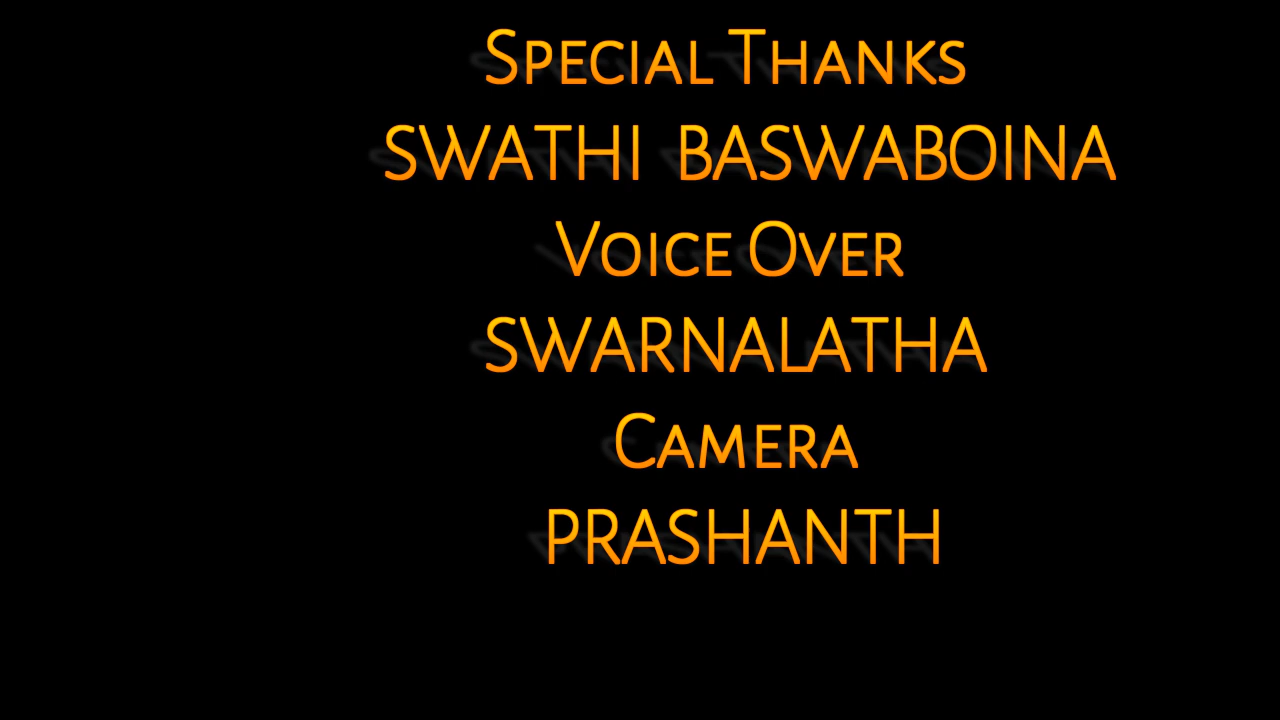 Special Thanks
SWATHI BASWABOINA
Voice Over
SWARNALATHA
Camera
PRASHANTH